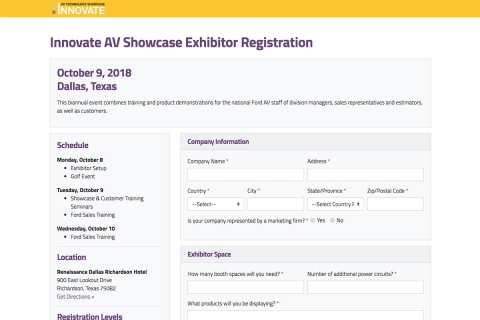 AV TECHNOLOGY SHOWCASE
INNOVATE
Innovate AV Showcase Exhibitor Registration
October 9, 2018
Dallas, Texas
This biannual event combines training and product demonstrations for the national Ford AV staff of division managers, sales representatives and estimators,
as well as customers.
Schedule
Monday, October 8
Exhibitor Setup
Golf Event
Tuesday, October 9
Showcase & Customer Training
Seminars
Ford Sales Training
Wednesday, October 10
Ford Sales Training
Location
Renaissance Dallas Richardson Hotel
900 East Lookout Drive
Richardson, Texas 75082
Get Directions »
Registration Levels
Company Information
Company Name * Address *
Country * City * State/Province * Zip/Postal Code *
--Select-- --Select Country F
Is your company represented by a marketing firm? * Yes No
Exhibitor Space
How many booth spaces will you need? * Number of additional power circuits? *
What products will you be displaying? *